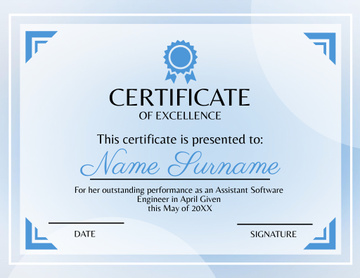 CERTIFICATE
OF EXCELLENCE
This certificate is presented to:
Name Surname
For her outstanding performance as an Assistant Software
Engineer in April Given
this May of 20XX
DATE
SIGNATURE